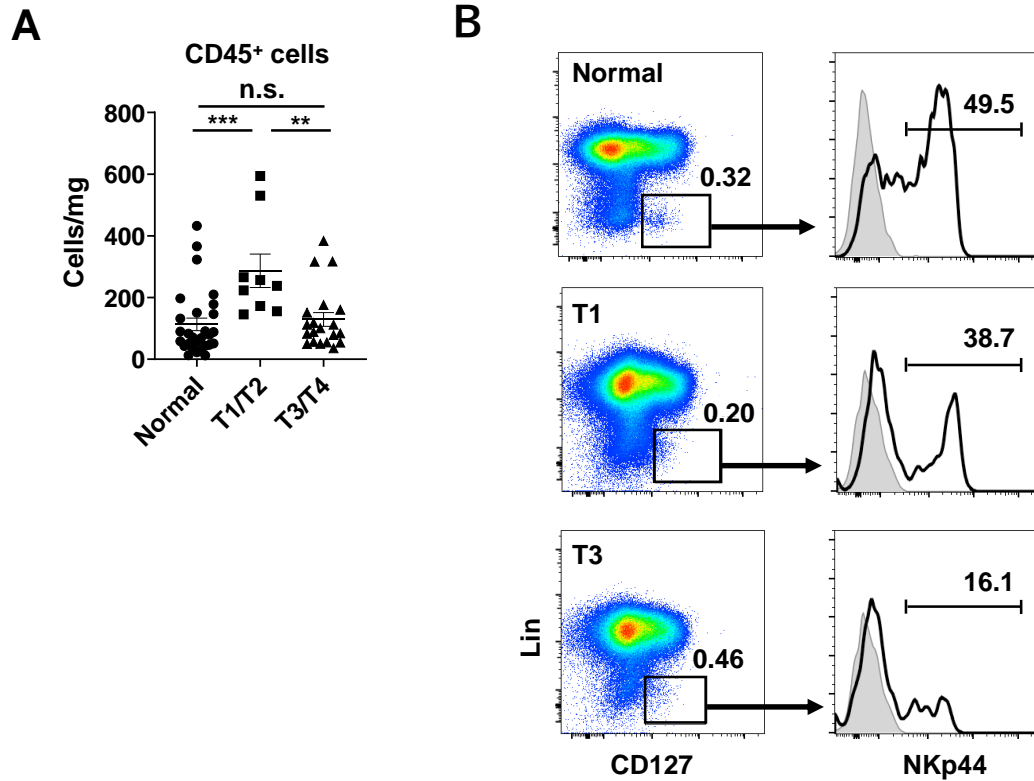 A
CD45⁺ cells
n.s.
*** **
800
600
400
200
0
Cells/mg
Normal
T1/T2
T3/T4
B
Normal
0.32
49.5
T1
0.20
38.7
T3
0.46
16.1
Lin
CD127
NKp44